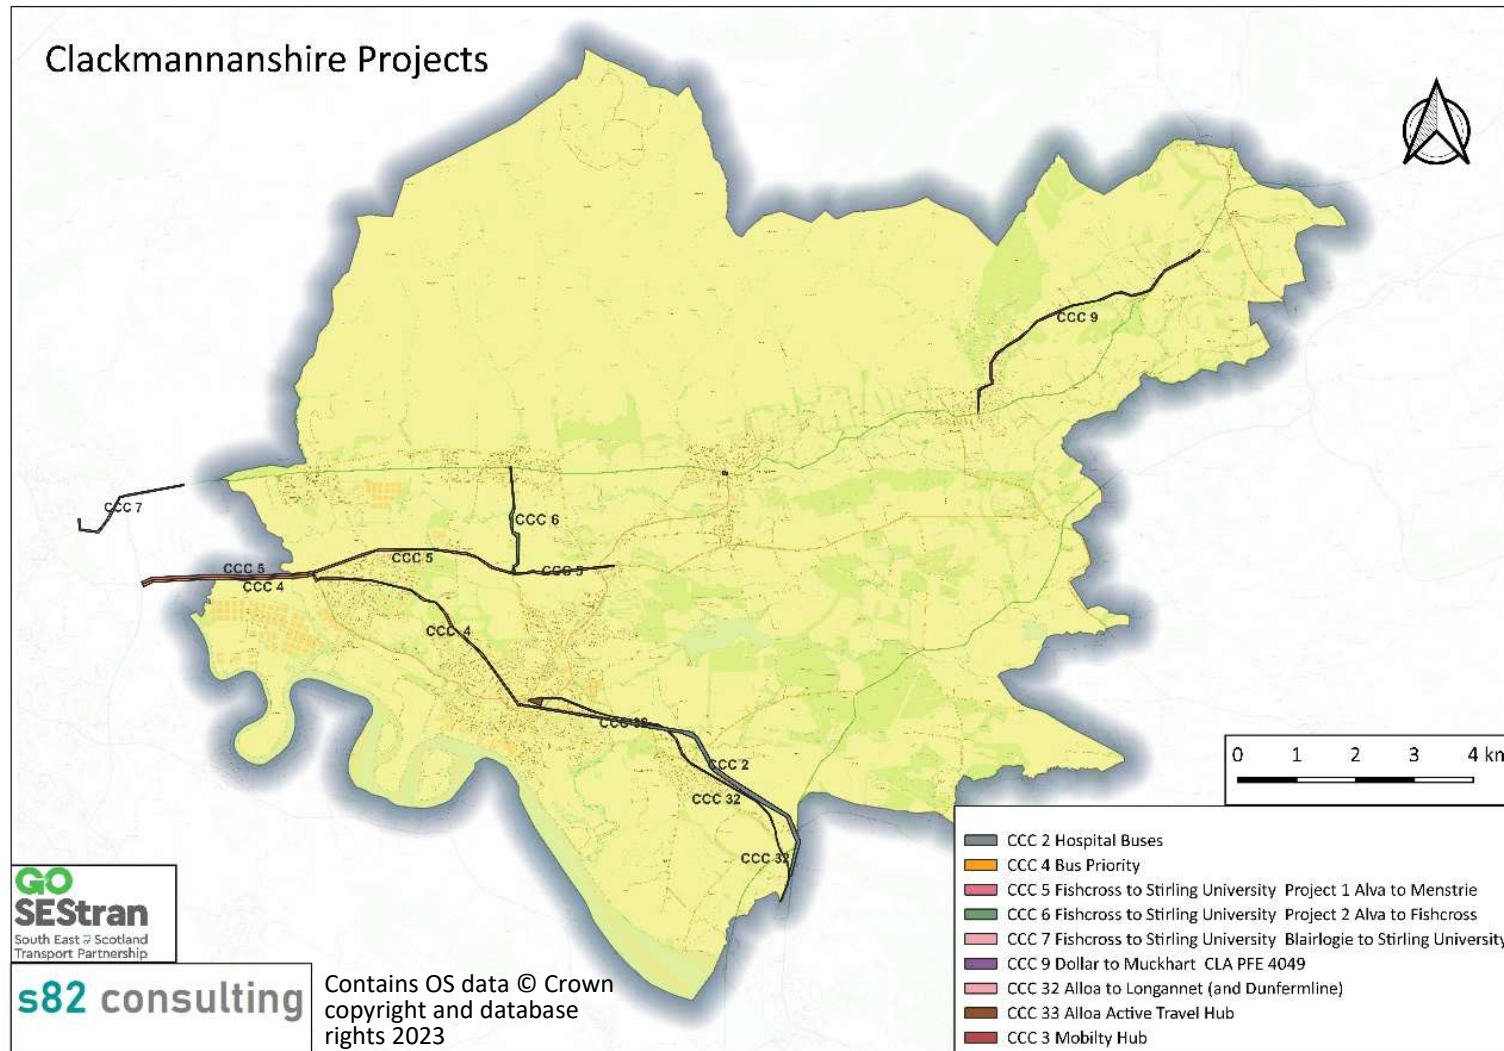 Clackmannanshire Projects
CCC 9
CCC 7
CCC 6
CCC 5
CCC 5
CCC 5
CCC 4
CCC 4
CCC 2
CCC 32
CCC 32
0 1 2 3 4 km
CCC 2 Hospital Buses
CCC 4 Bus Priority
CCC 5 Fishcross to Stirling University Project 1 Alva to Menstrie
CCC 6 Fishcross to Stirling University Project 2 Alva to Fishcross
CCC 7 Fishcross to Stirling University Blairlogie to Stirling University
CCC 9 Dollar to Muckhart CLA PFE 4049
CCC 32 Alloa to Longannet (and Dunfermline)
CCC 33 Alloa Active Travel Hub
CCC 3 Mobilty Hub
GO
SEStran
South East Scotland
Transport Partnership
s82 consulting
Contains OS data © Crown
copyright and database
rights 2023